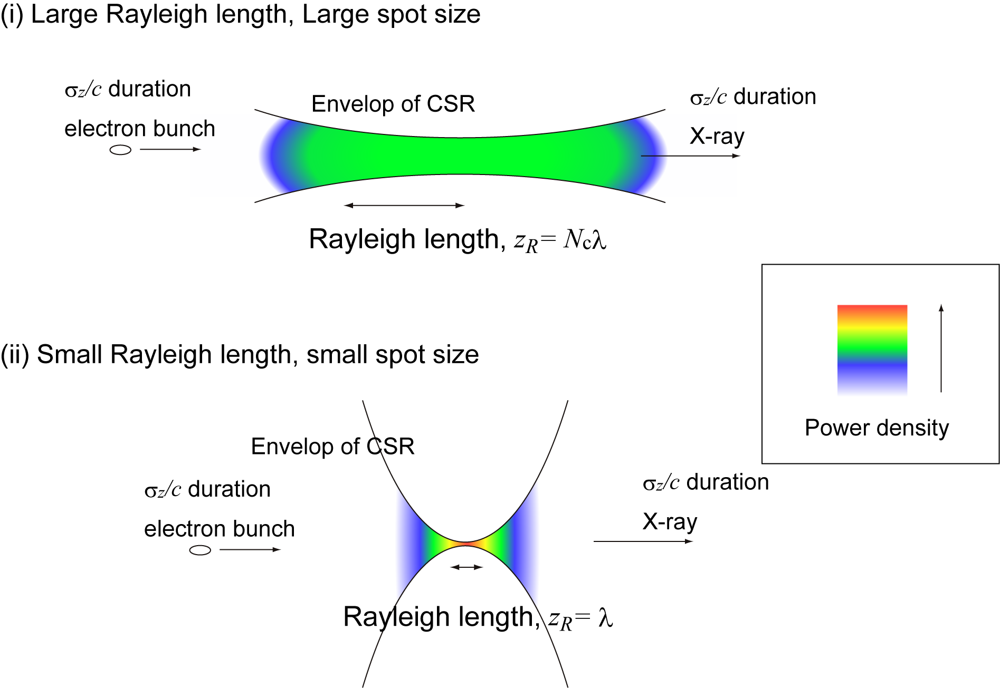 (i) Large Rayleigh length, Large spot size
σz/c duration
electron bunch
Envelop of CSR
σz/c duration
X-ray
Rayleigh length, zR= Ncλ
Power density
(ii) Small Rayleigh length, small spot size
Envelop of CSR
σz/c duration
electron bunch
σz/c duration
X-ray
Rayleigh length, zR= λ